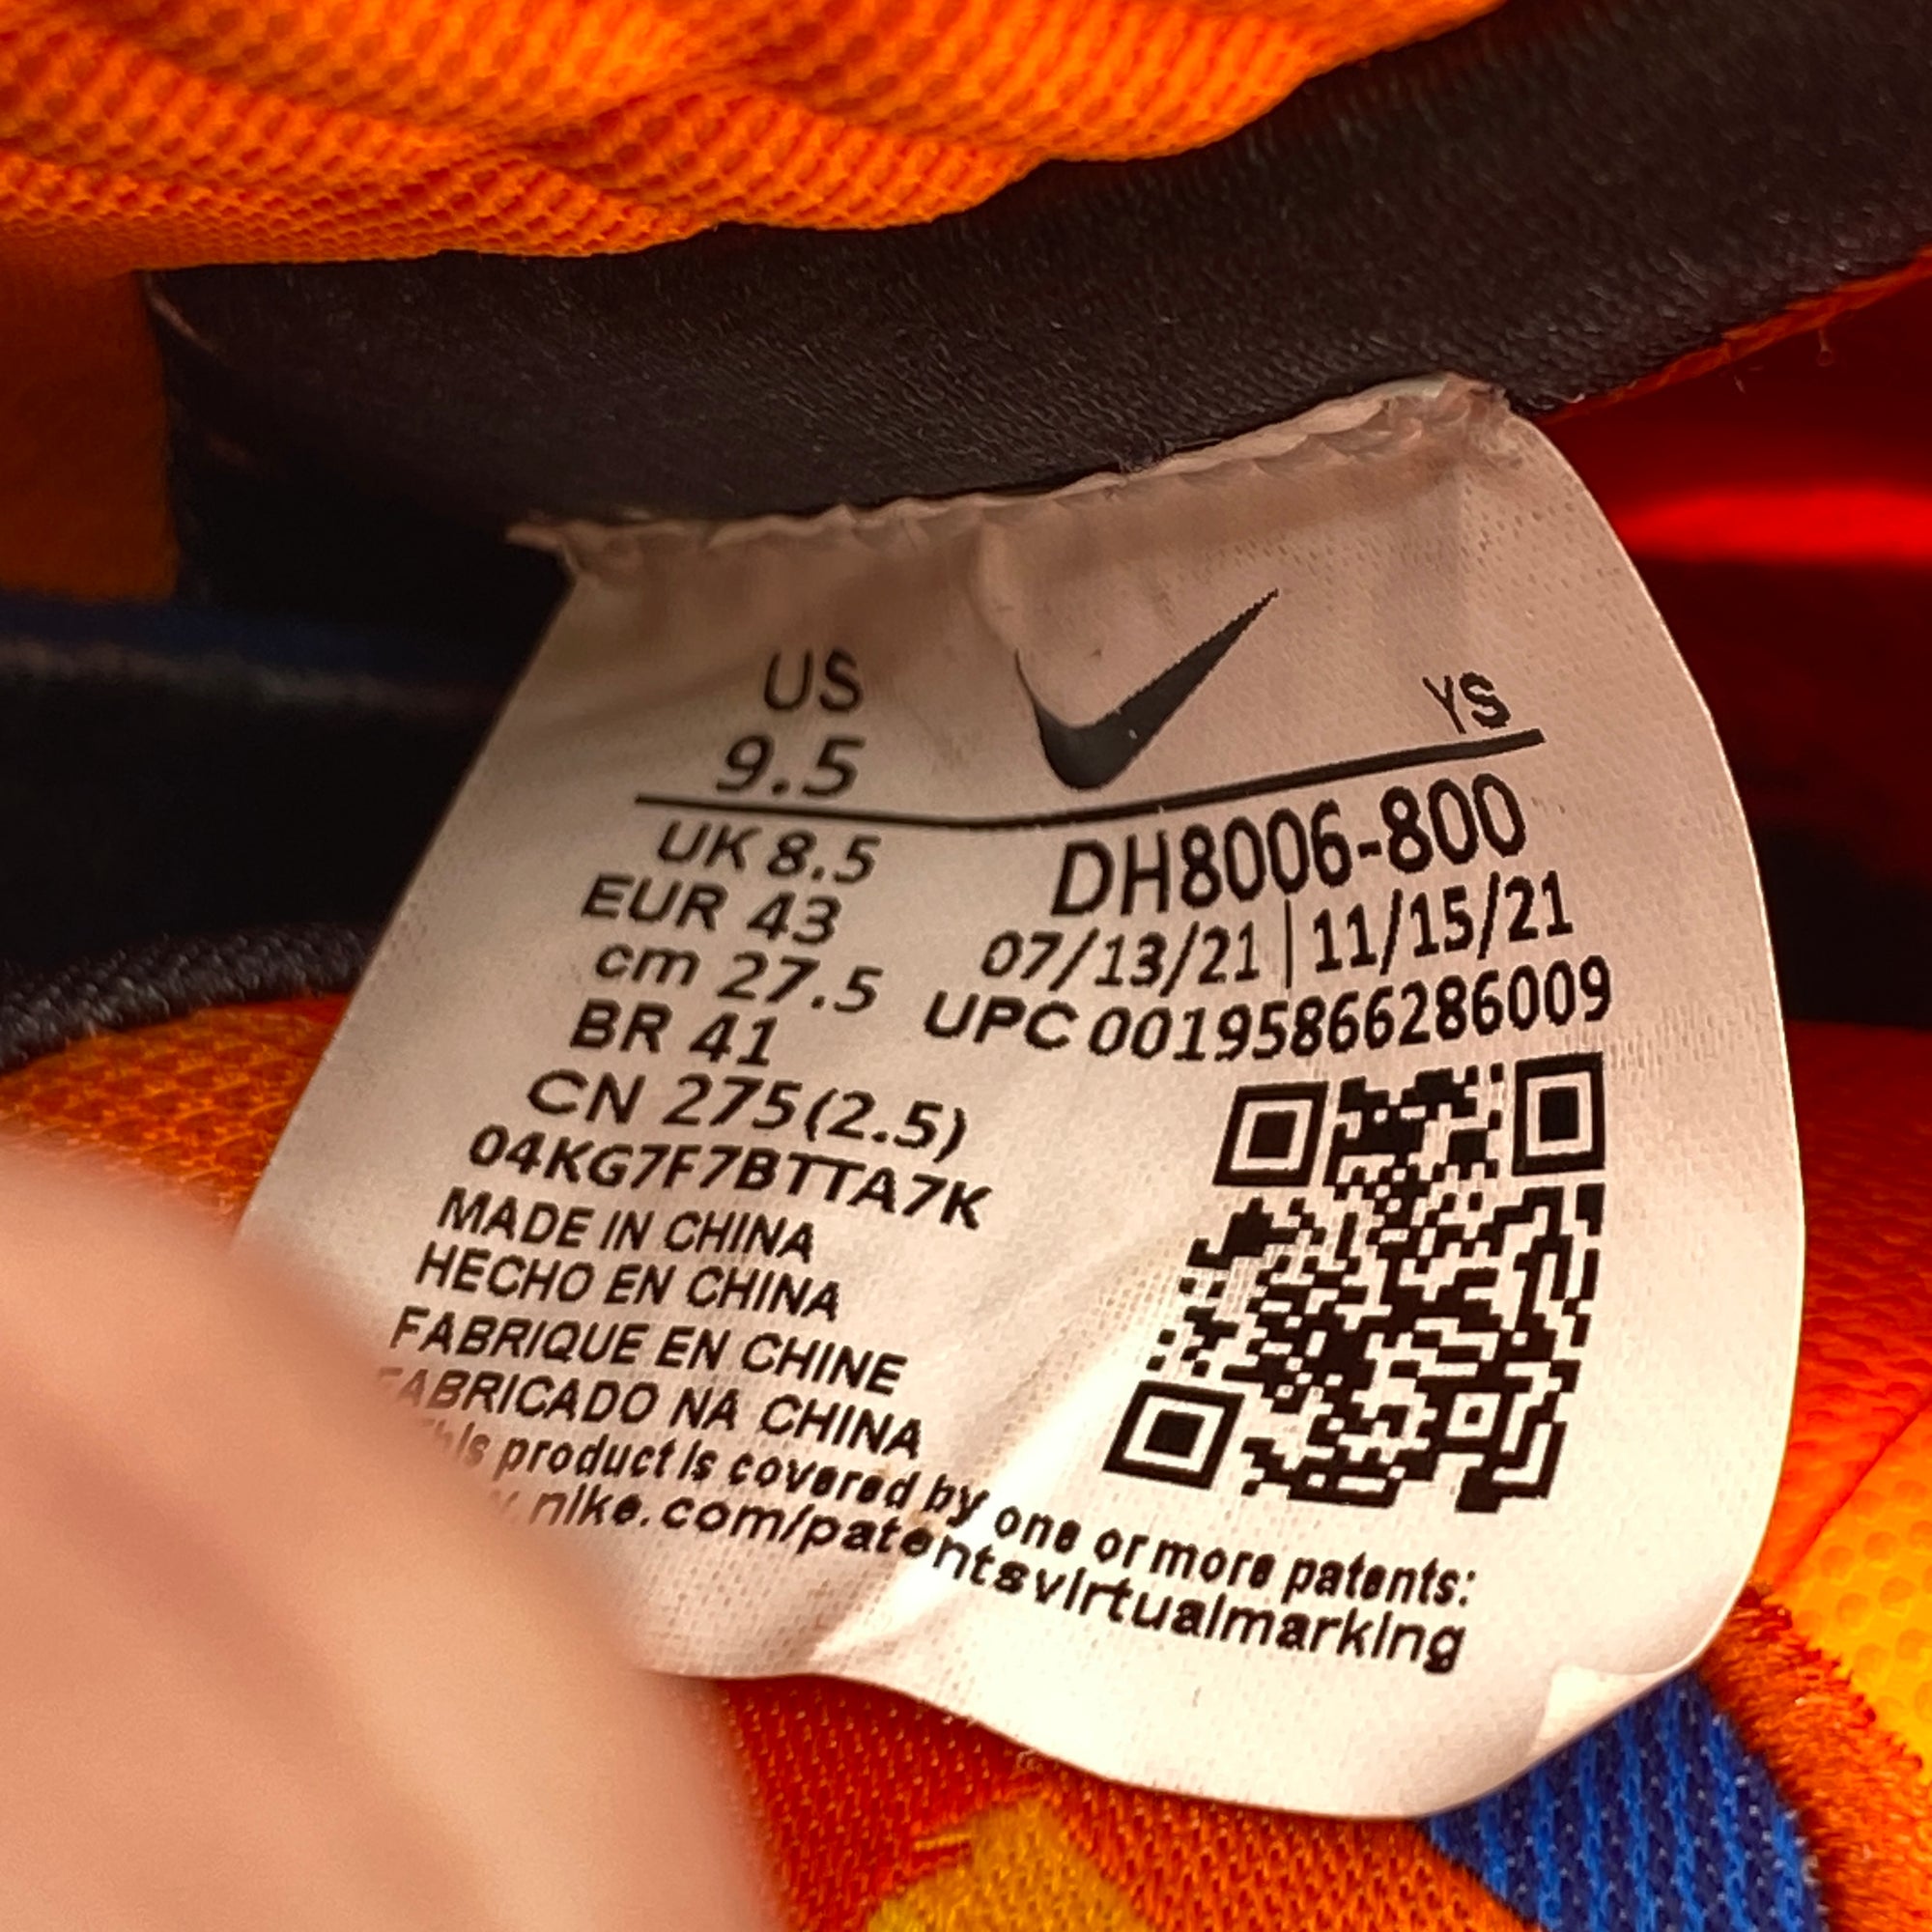 US
9.5
YS
UK 8.5
EUR 43
cm 27.5
BR 41
CN 275(2.5)
04KG7F7BTTA7K
MADE IN CHINA
HECHO EN CHINA
FABRIQUE EN CHINE
FABRICADO NA CHINA
DH8006-800
07/13/21 | 11/15/21
UPC 00195866286009
This product is covered by one or more patents:
.nike.com/patentsvirtualmarking